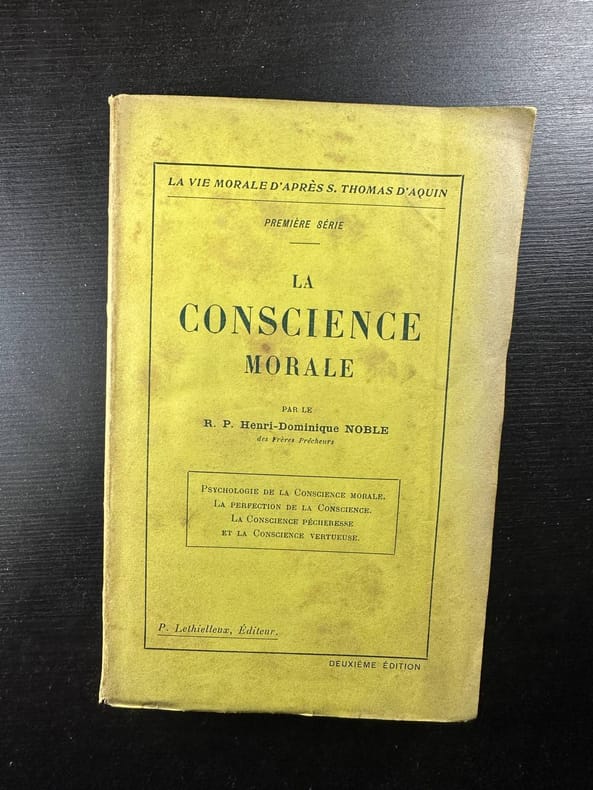 LA VIE MORALE D'APRÈS S. THOMAS D'AQUIN
PREMIÈRE SÉRIE
LA
CONSCIENCE
MORALE
PAR LE
R. P. Henri-Dominique NOBLE
des Frères Prêcheurs
PSYCHOLOGIE DE LA CONSCIENCE MORALE.
LA PERFECTION DE LA CONSCIENCE.
LA CONSCIENCE PÉCHERESSE
ET LA CONSCIENCE VERTUEUSE.
P. Lethielleux, Éditeur.
DEUXIÈME ÉDITION